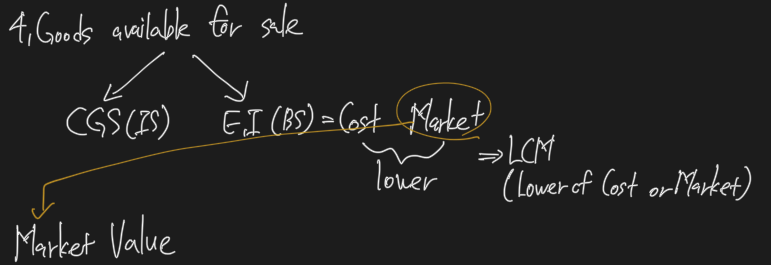 4, Goods available for sale
CGS(IS) E.I (BS) = Cost Market
lower
⇒ LCM
(Lower of Cost or Market)
Market Value